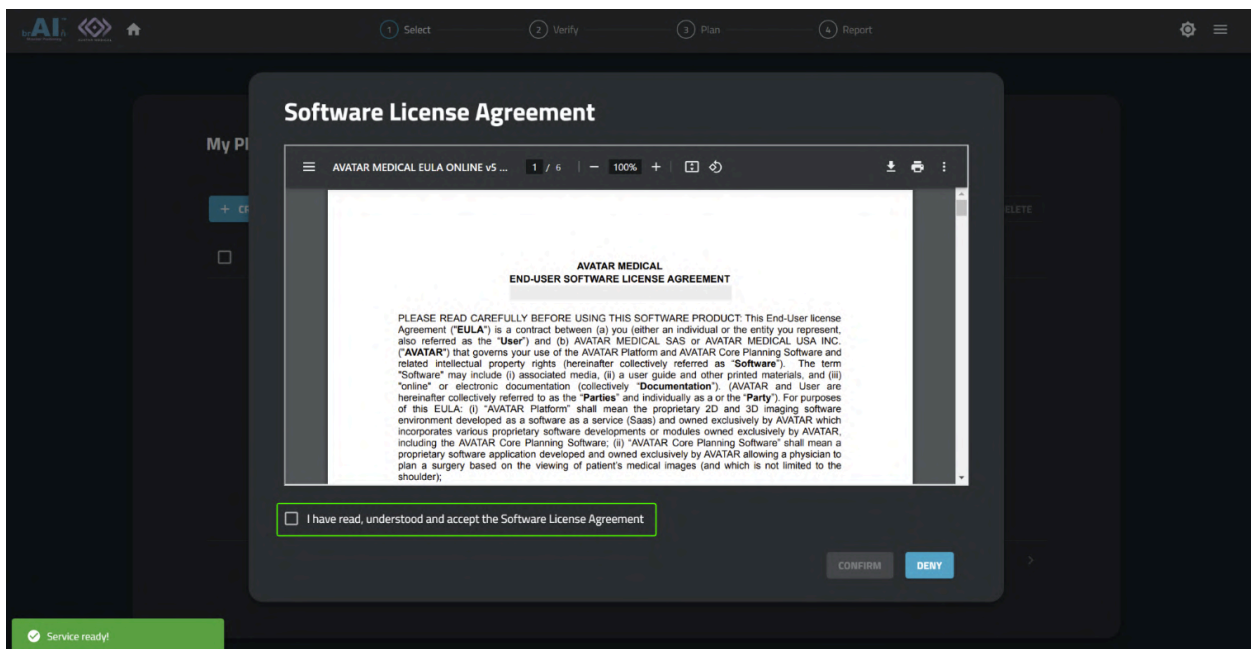 brAIn
1 Select
2 Verify
3 Plan
4 Report
Software License Agreement
My Pl
AVATAR MEDICAL EULA ONLINE v5 ... 1 / 6 | − 100% + |
+ CR
ELETE
AVATAR MEDICAL
END-USER SOFTWARE LICENSE AGREEMENT
PLEASE READ CAREFULLY BEFORE USING THIS SOFTWARE PRODUCT: This End-User license
Agreement ("EULA") is a contract between (a) you (either an individual or the entity you represent,
also referred as the "User") and (b) AVATAR MEDICAL SAS or AVATAR MEDICAL USA INC.
("AVATAR") that governs your use of the AVATAR Platform and AVATAR Core Planning Software and
related intellectual property rights (hereinafter collectively referred as "Software"). The term
"Software" may include (i) associated media, (ii) a user guide and other printed materials, and (iii)
"online" or electronic documentation (collectively "Documentation"). (AVATAR and User are
hereinafter collectively referred to as the "Parties" and individually as a or the "Party"). For purposes
of this EULA: (i) "AVATAR Platform" shall mean the proprietary 2D and 3D imaging software
environment developed as a software as a service (Saas) and owned exclusively by AVATAR which
incorporates various proprietary software developments or modules owned exclusively by AVATAR,
including the AVATAR Core Planning Software; (ii) "AVATAR Core Planning Software" shall mean a
proprietary software application developed and owned exclusively by AVATAR allowing a physician to
plan a surgery based on the viewing of patient's medical images (and which is not limited to the
shoulder);
I have read, understood and accept the Software License Agreement
CONFIRM
DENY
Service ready!